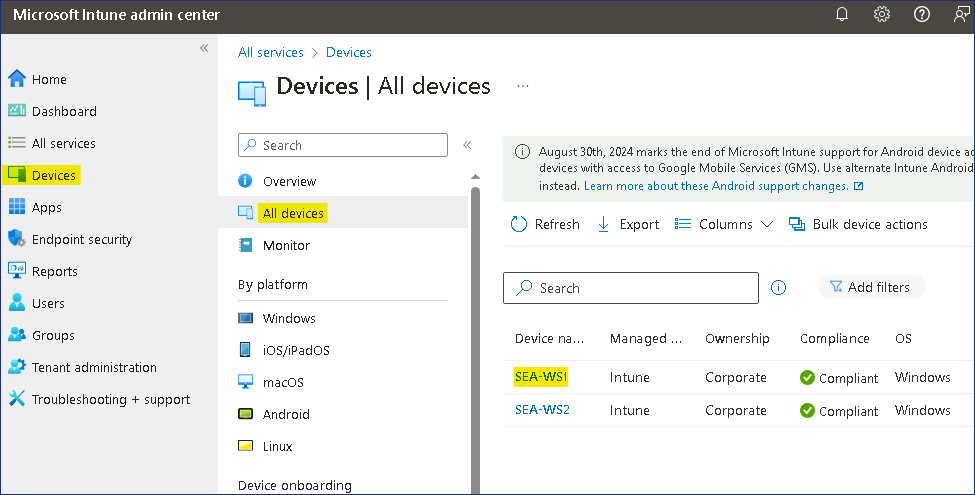 Microsoft Intune admin center
«
Home
Dashboard
All services
Devices
Apps
Endpoint security
Reports
Users
Groups
Tenant administration
Troubleshooting + support
All services > Devices
Devices | All devices ...
Search «
Overview
All devices
Monitor
By platform
Windows
iOS/iPadOS
macOS
Android
Linux
Device onboarding
August 30th, 2024 marks the end of Microsoft Intune support for Android device ad
devices with access to Google Mobile Services (GMS). Use alternate Intune Android
instead. Learn more about these Android support changes.
Refresh Export Columns Bulk device actions
Search Add filters
Device na... Managed ... Ownership Compliance OS
SEA-WS1 Intune Corporate Compliant Windows
SEA-WS2 Intune Corporate Compliant Windows